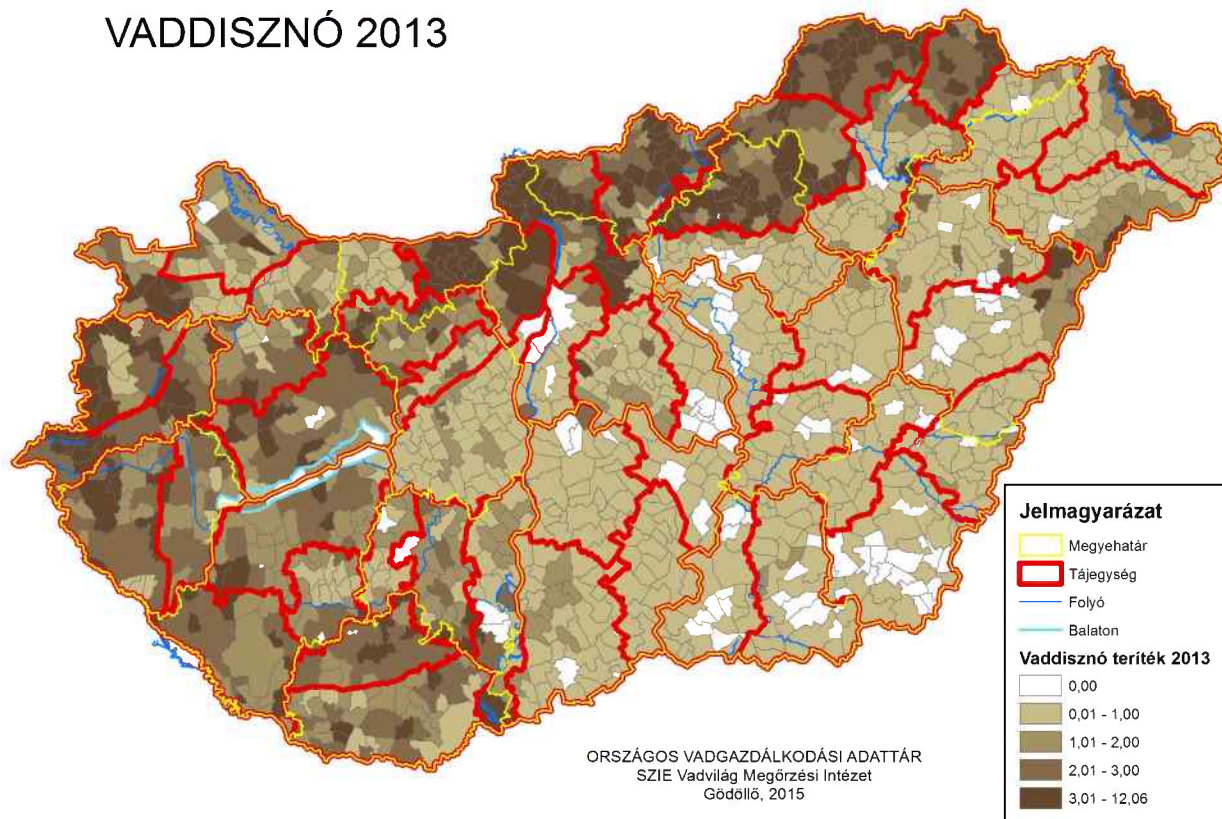 VADDISZNÓ 2013
Jelmagyarázat
Megyehatár
Tájegység
Folyó
Balaton
Vaddisznó teríték 2013
0,00
0,01 - 1,00
1,01 - 2,00
2,01 - 3,00
3,01 - 12,06
ORSZÁGOS VADGAZDÁLKODÁSI ADATTÁR
SZIE Vadvilág Megőrzési Intézet
Gödöllő, 2015